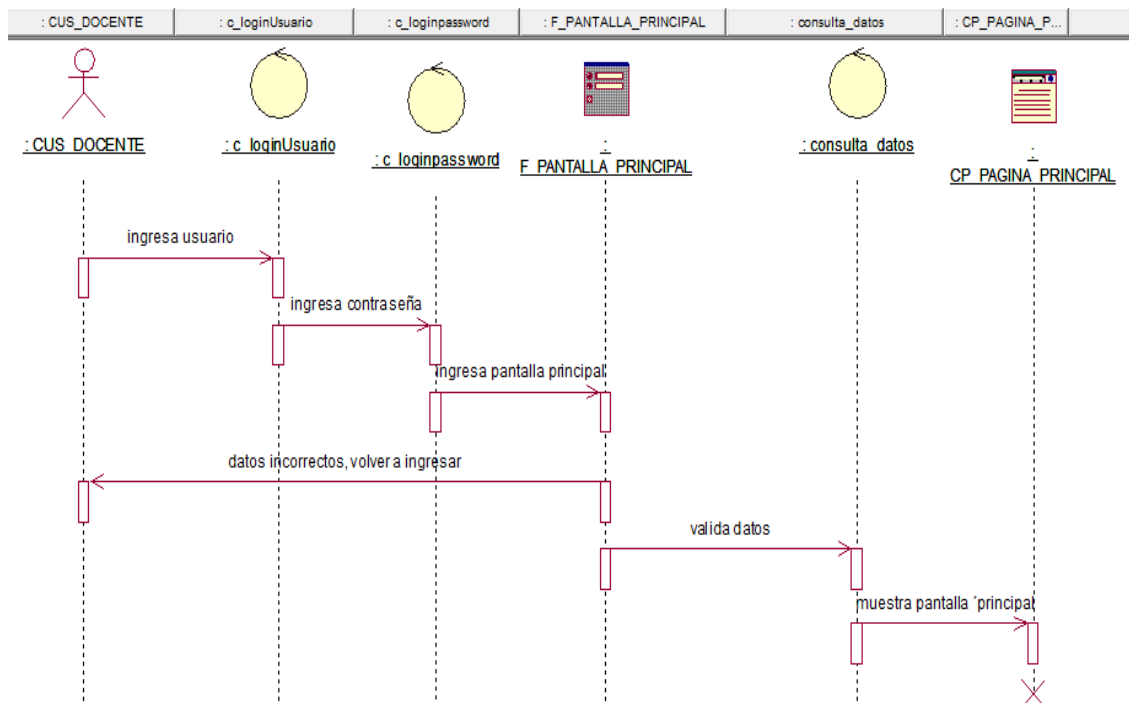 : CUS_DOCENTE
: c_loginUsuario
: c_loginpassword
: F_PANTALLA_PRINCIPAL
: consulta_datos
: CP_PAGINA_P...
: CUS_DOCENTE
: c_loginUsuario
: c_loginpassword
:
F_PANTALLA_PRINCIPAL
: consulta_datos
:
CP_PAGINA_PRINCIPAL
ingresa usuario
ingresa contraseña
ingresa pantalla principal
datos incorrectos, volver a ingresar
valida datos
muestra pantalla ´principal